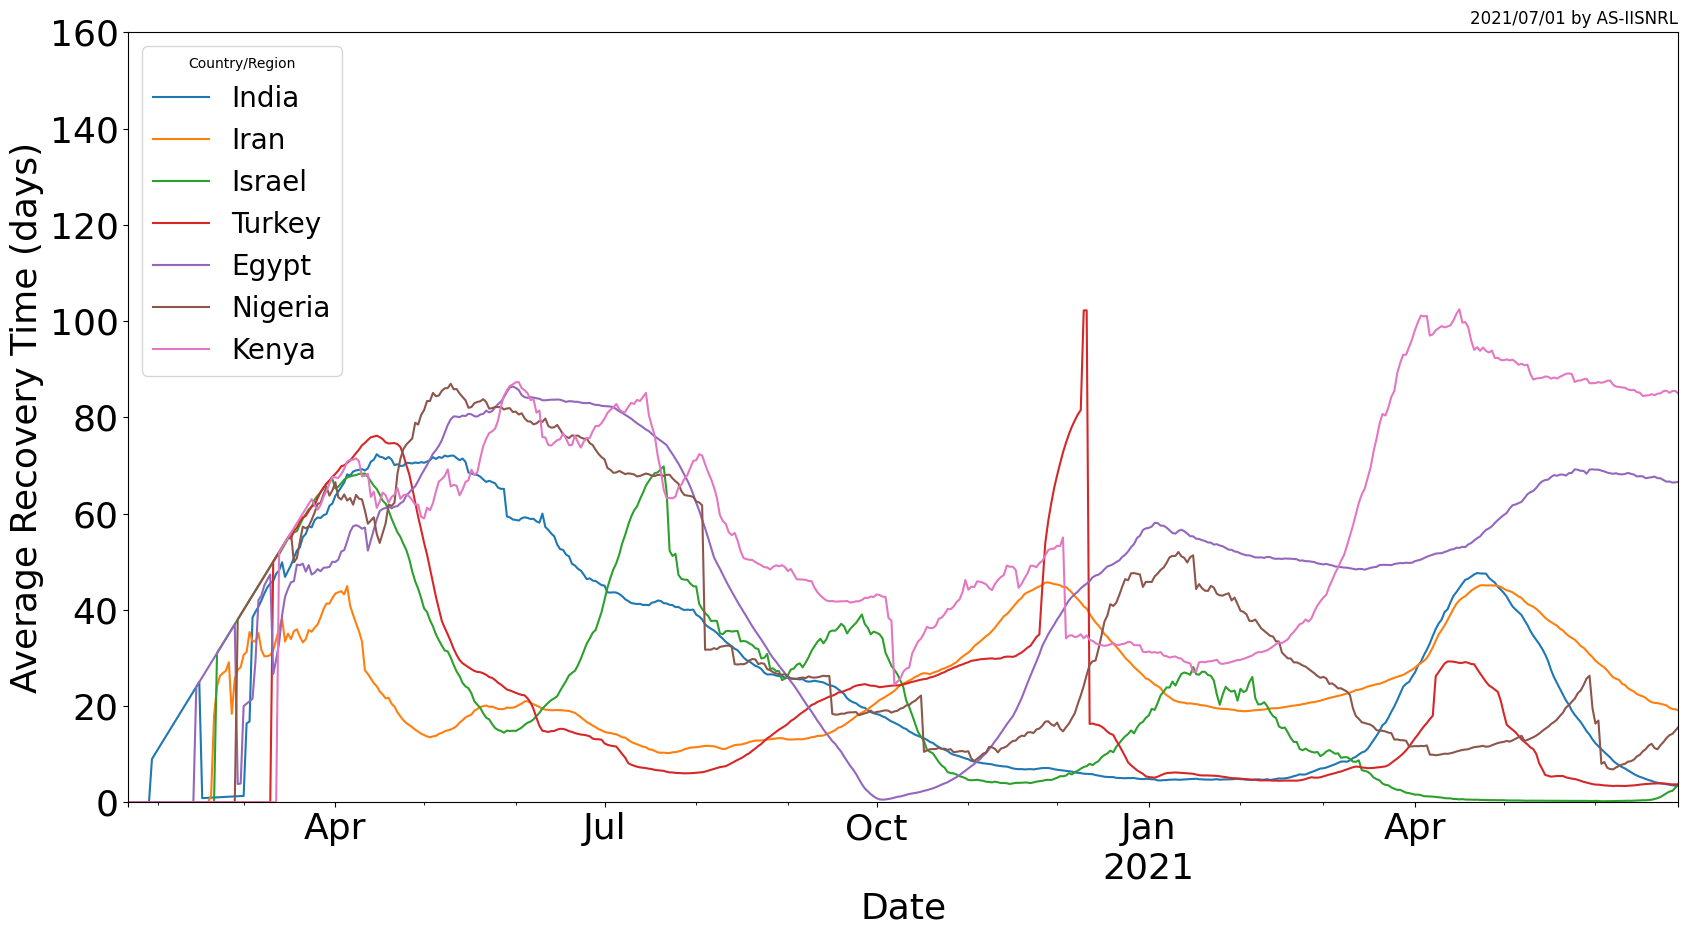 2021/07/01 by AS-IISNRL
Average Recovery Time (days)
160
140
120
100
80
60
40
20
0
Country/Region
India
Iran
Israel
Turkey
Egypt
Nigeria
Kenya
Apr
Jul
Oct
Jan
2021
Apr
Date